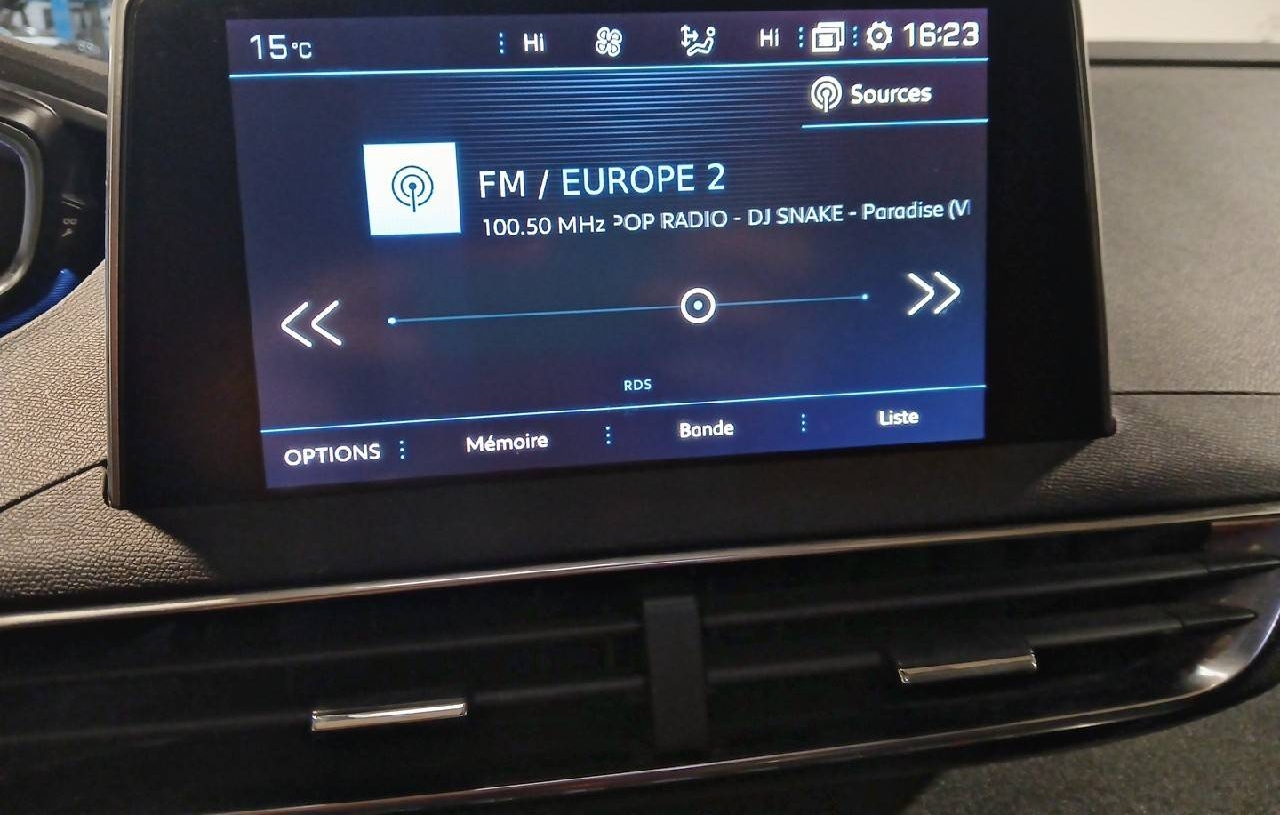 15°C Hi Hi 16:23
Sources
FM / EUROPE 2
100.50 MHz POP RADIO - DJ SNAKE - Paradise (V
RDS
OPTIONS Mémoire Bande Liste